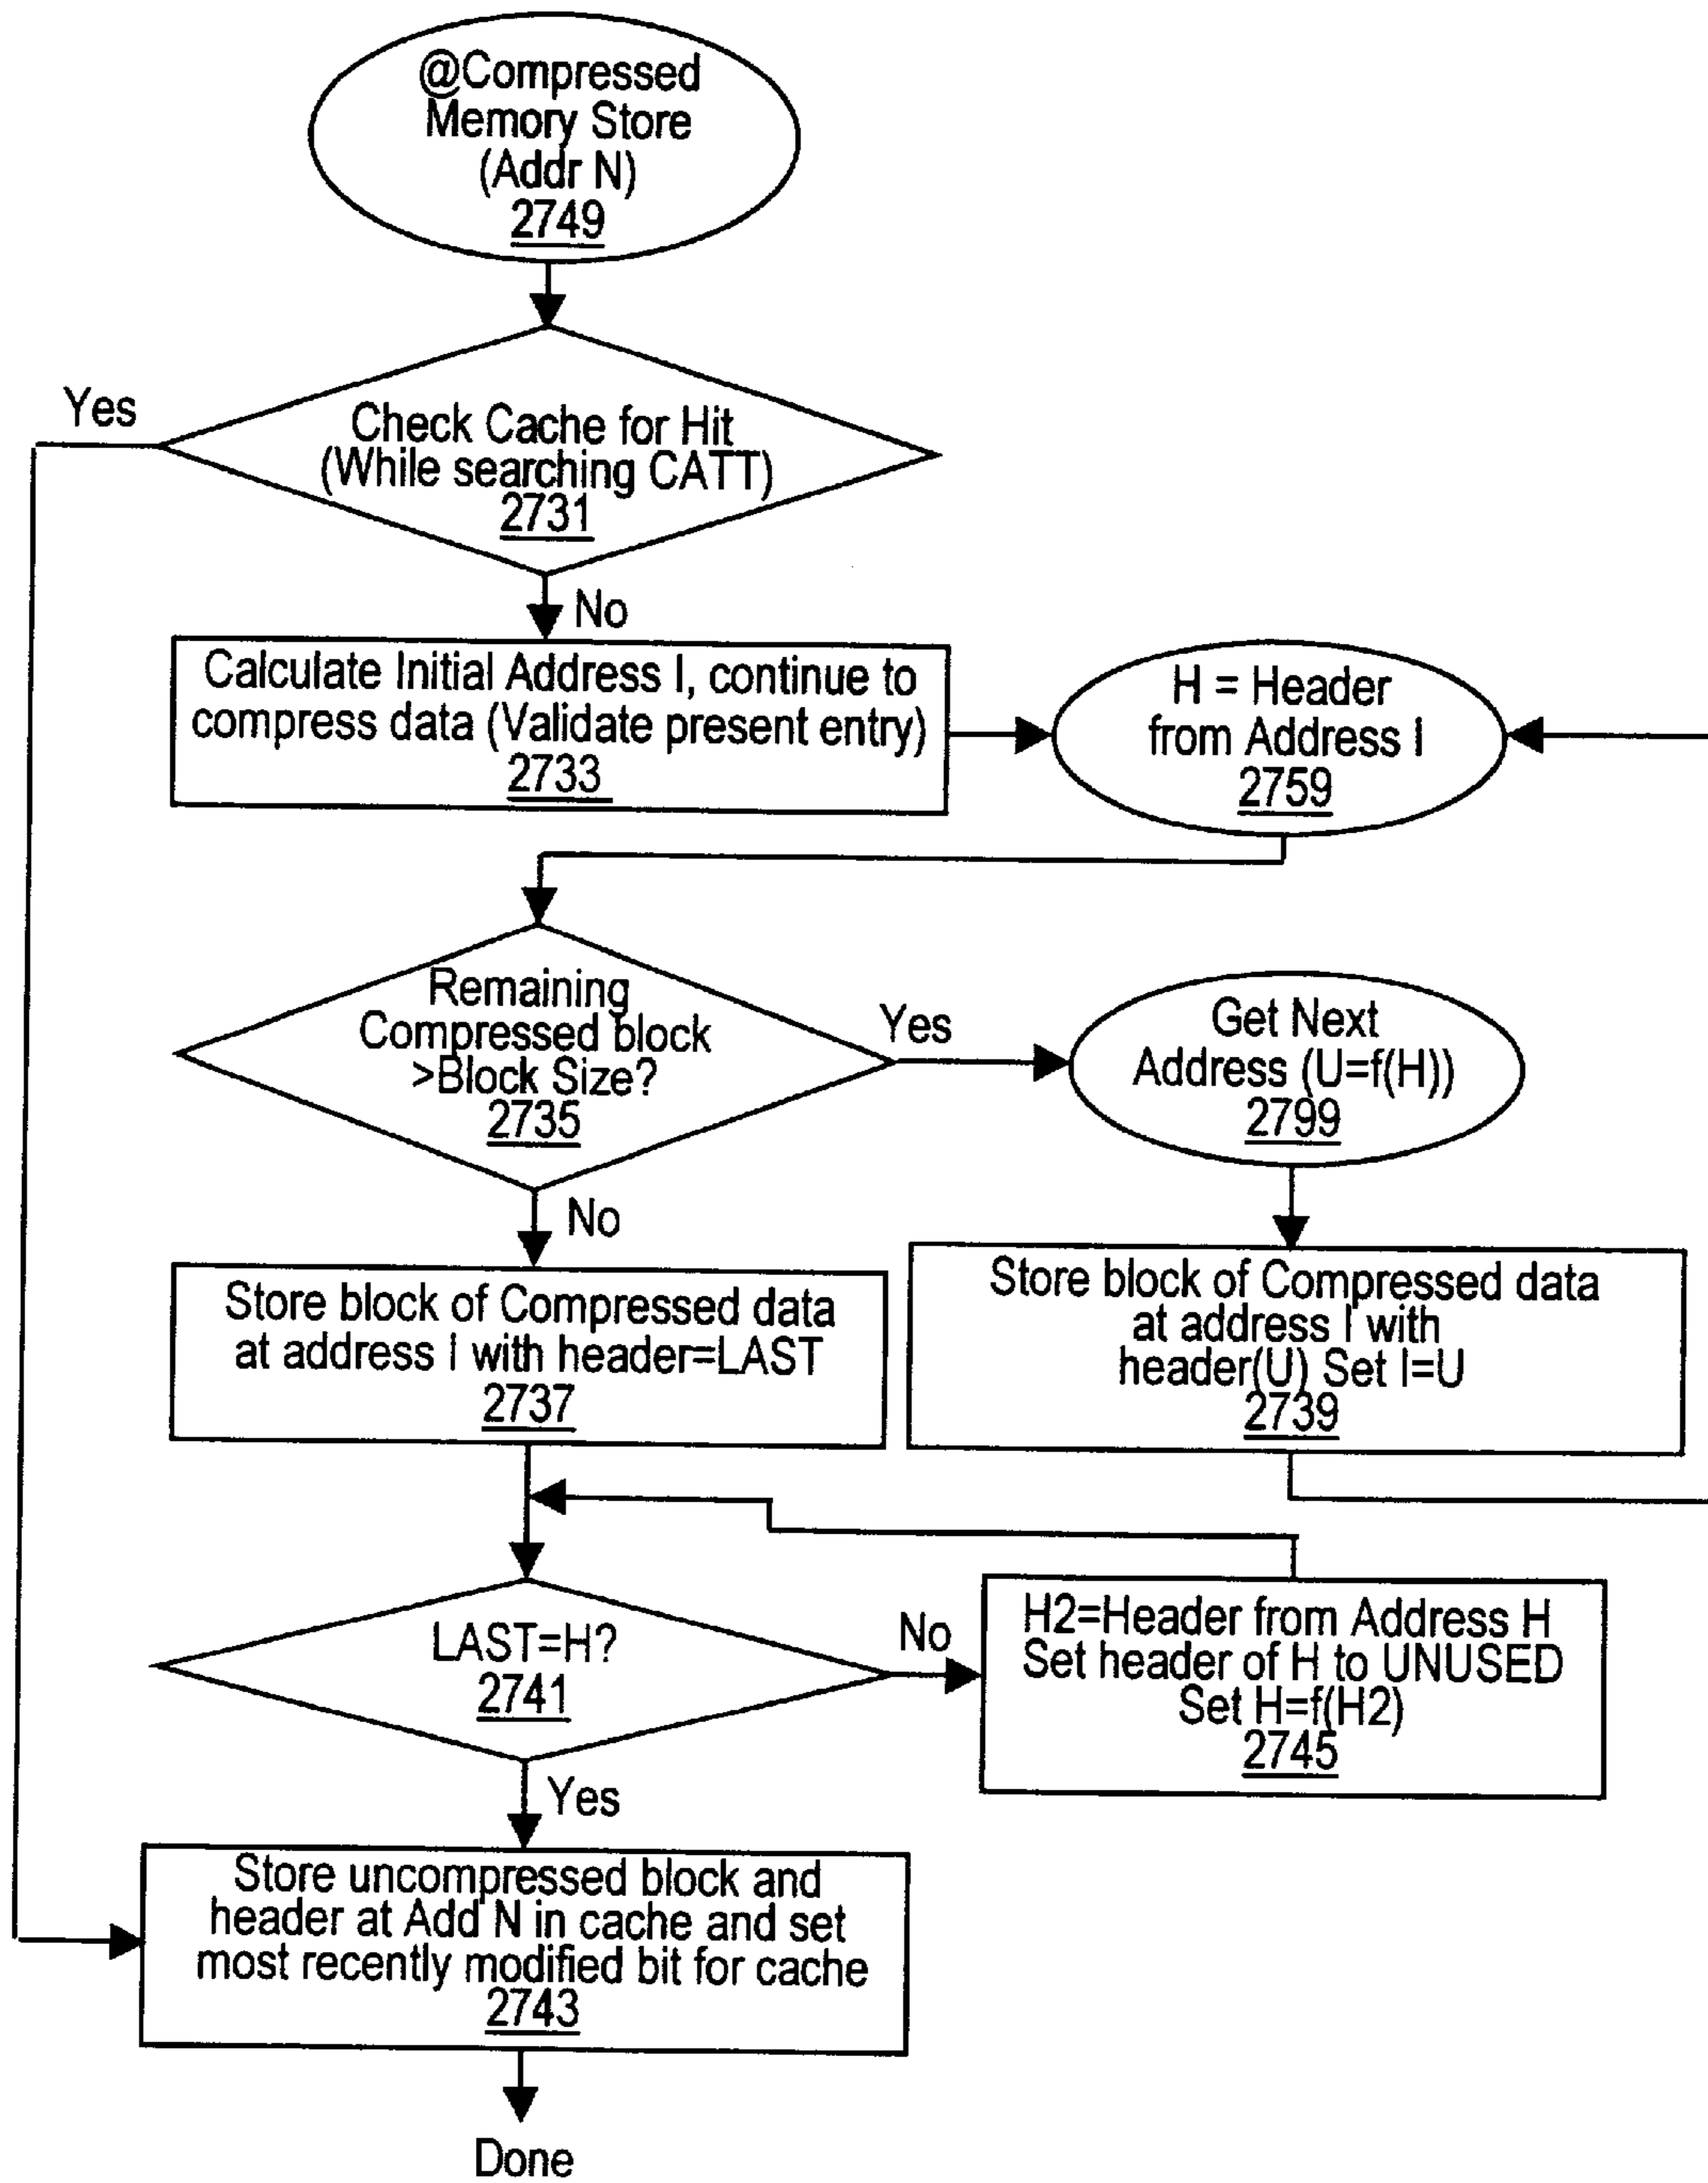 @Compressed
Memory Store
(Addr N)
2749
Yes
Check Cache for Hit
(While searching CATT)
2731
No
Calculate Initial Address I, continue to
compress data (Validate present entry)
2733
H = Header
from Address I
2759
Remaining
Compressed block
>Block Size?
2735
Yes
Get Next
Address (U=f(H))
2799
No
Store block of Compressed data
at address I with header=LAST
2737
Store block of Compressed data
at address I with
header(U) Set I=U
2739
LAST=H?
2741
No
H2=Header from Address H
Set header of H to UNUSED
Set H=f(H2)
2745
Yes
Store uncompressed block and
header at Add N in cache and set
most recently modified bit for cache
2743
Done